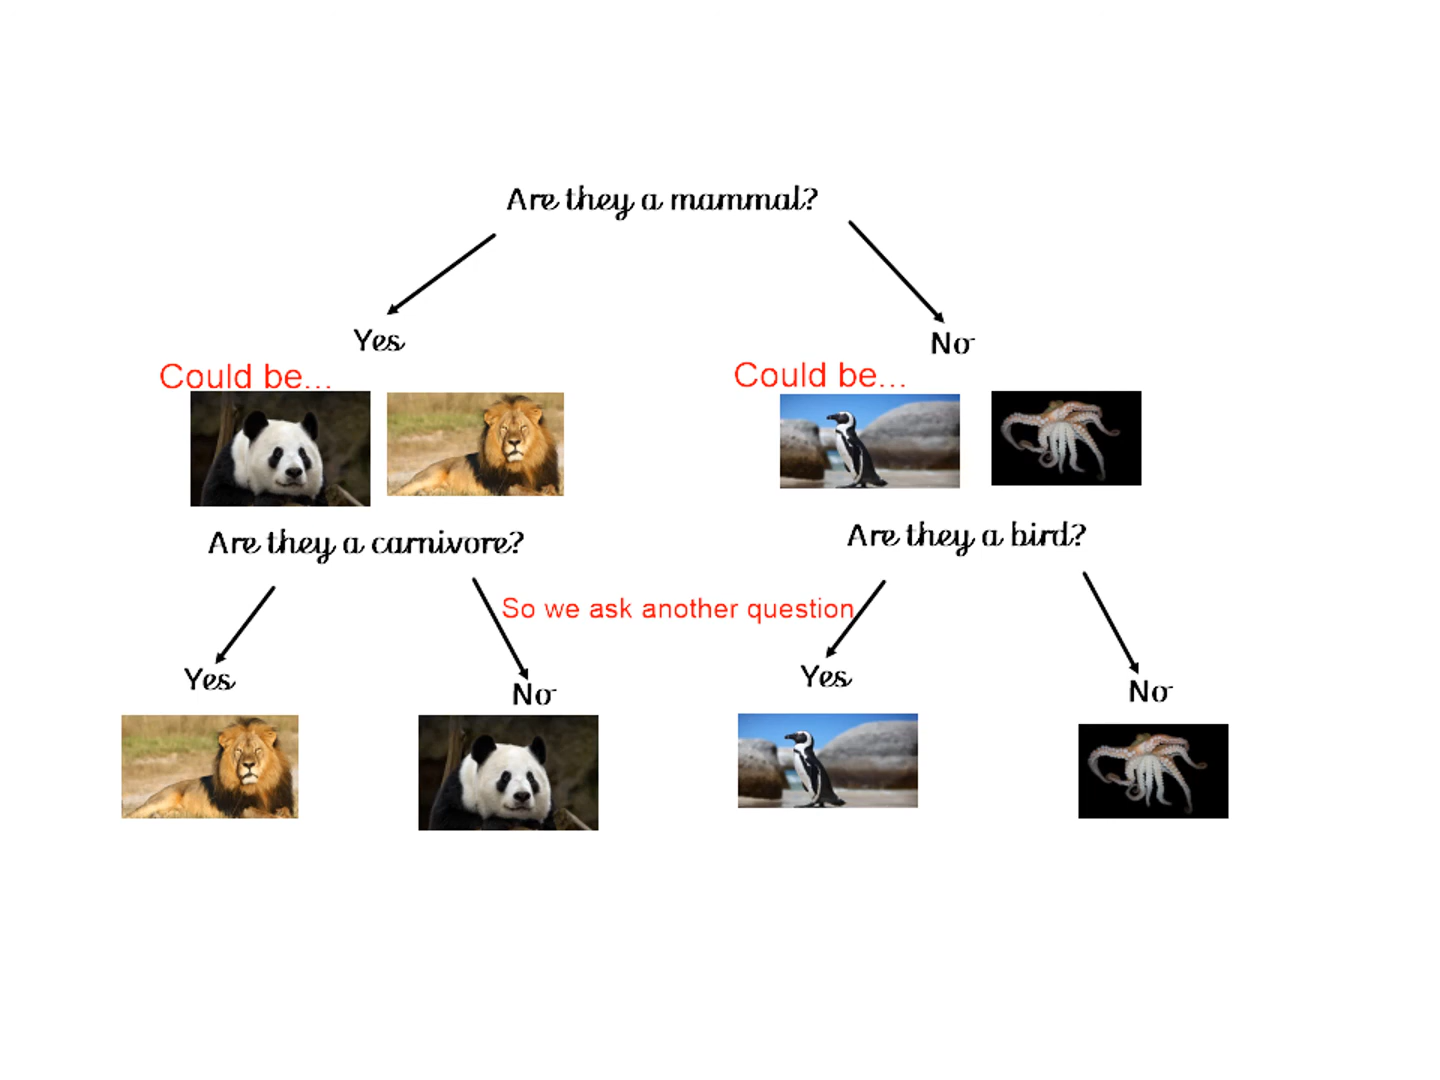 Are they a mammal?
Yes
No
Could be...
Could be...
Are they a carnivore?
Are they a bird?
So we ask another question
Yes
No
Yes
No